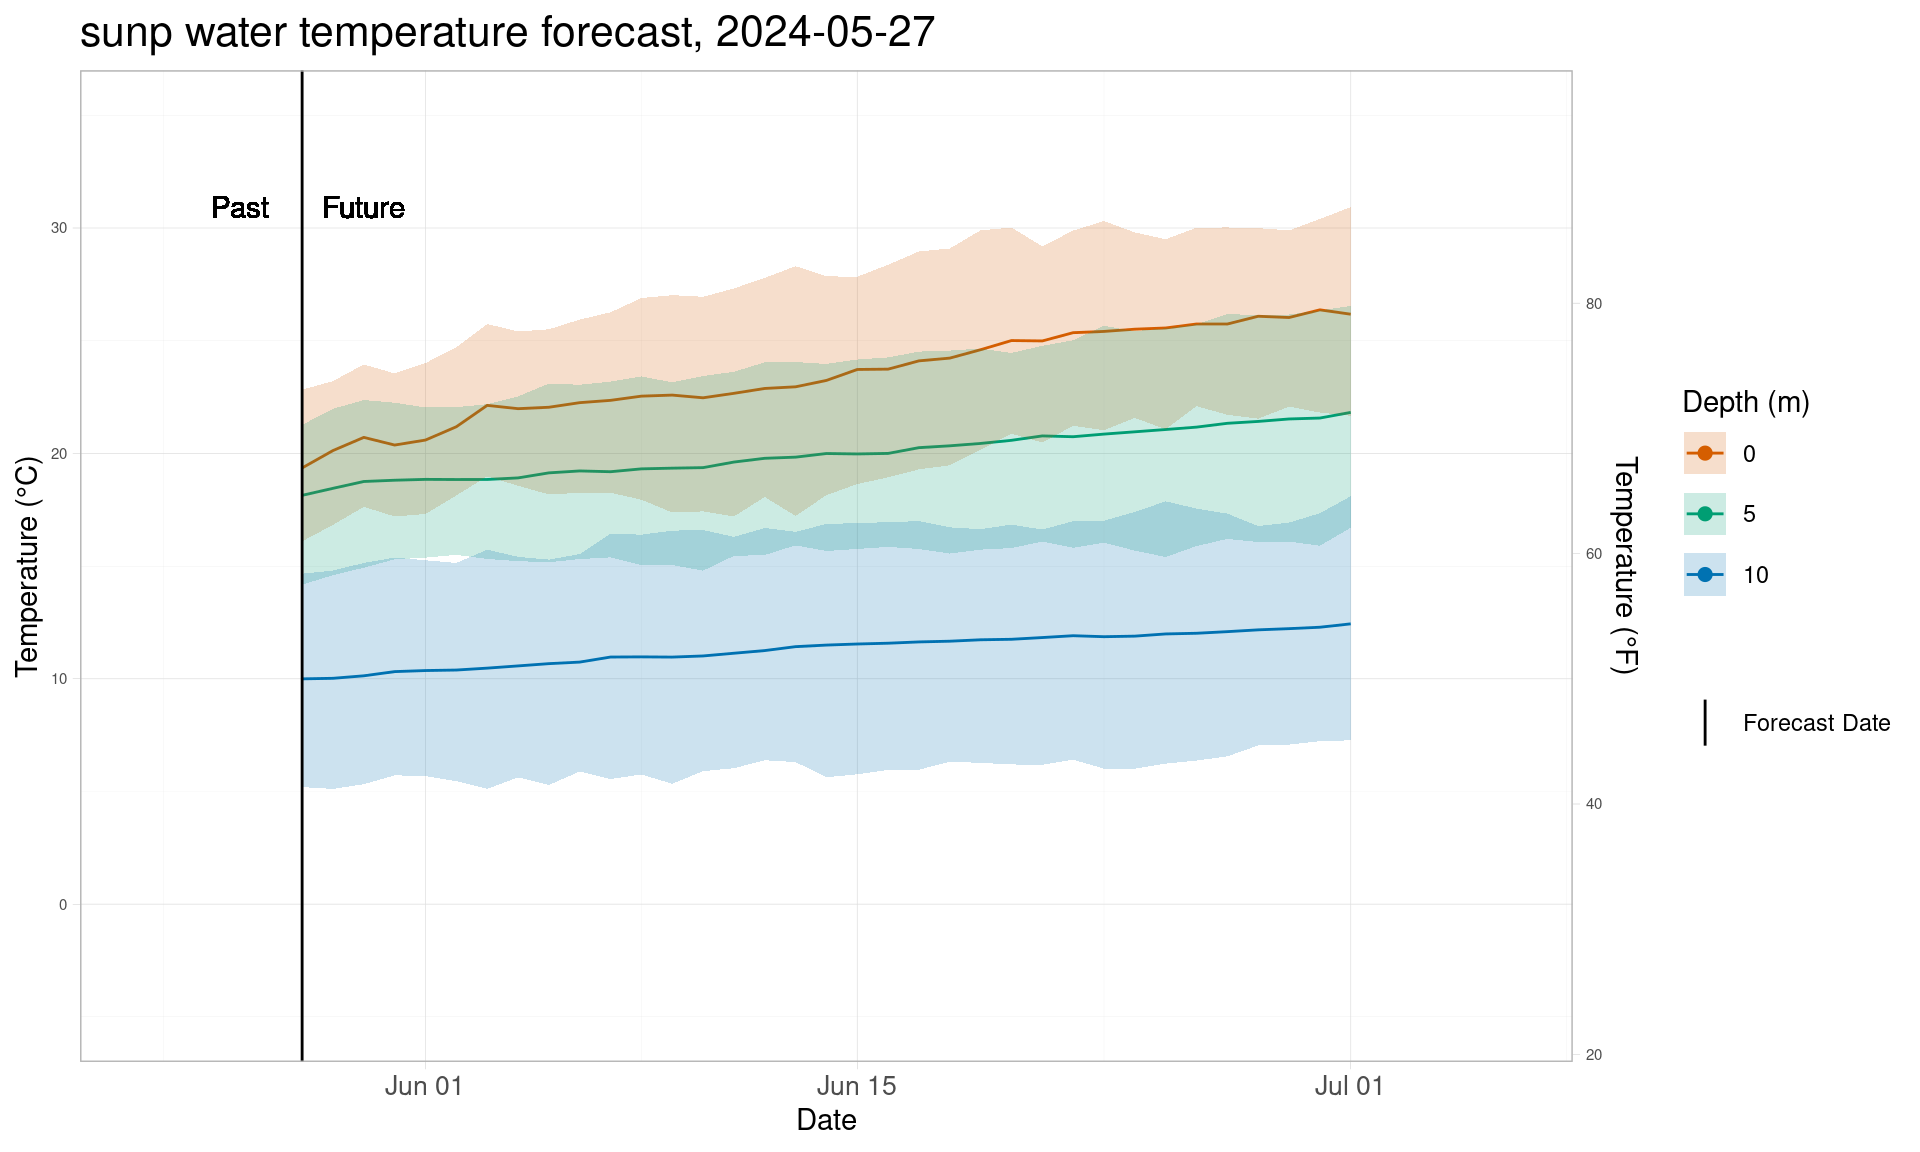 sunp water temperature forecast, 2024-05-27
Past
Future
30
20
10
0
Temperature (°C)
80
60
40
20
Temperature (°F)
Jun 01
Jun 15
Jul 01
Date
Depth (m)
0
5
10
Forecast Date